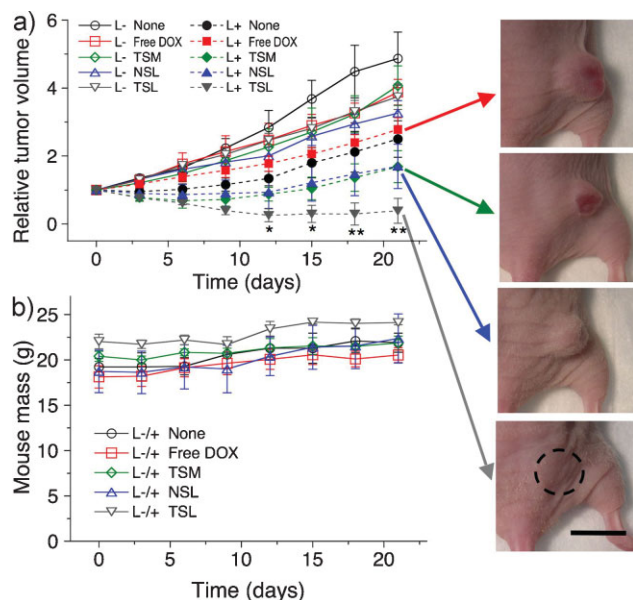 a)
Relative tumor volume
L- None L+ None
L- Free DOX L+ Free DOX
L- TSM L+ TSM
L- NSL L+ NSL
L- TSL L+ TSL
6
4
2
0
* * ** **
0 5 10 15 20
Time (days)
b)
Mouse mass (g)
25
20
15
10
5
0
L-/+ None
L-/+ Free DOX
L-/+ TSM
L-/+ NSL
L-/+ TSL
0 5 10 15 20
Time (days)